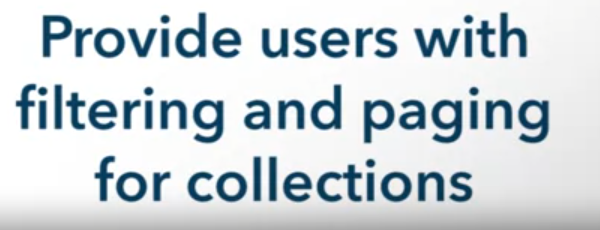 Provide users with
filtering and paging
for collections